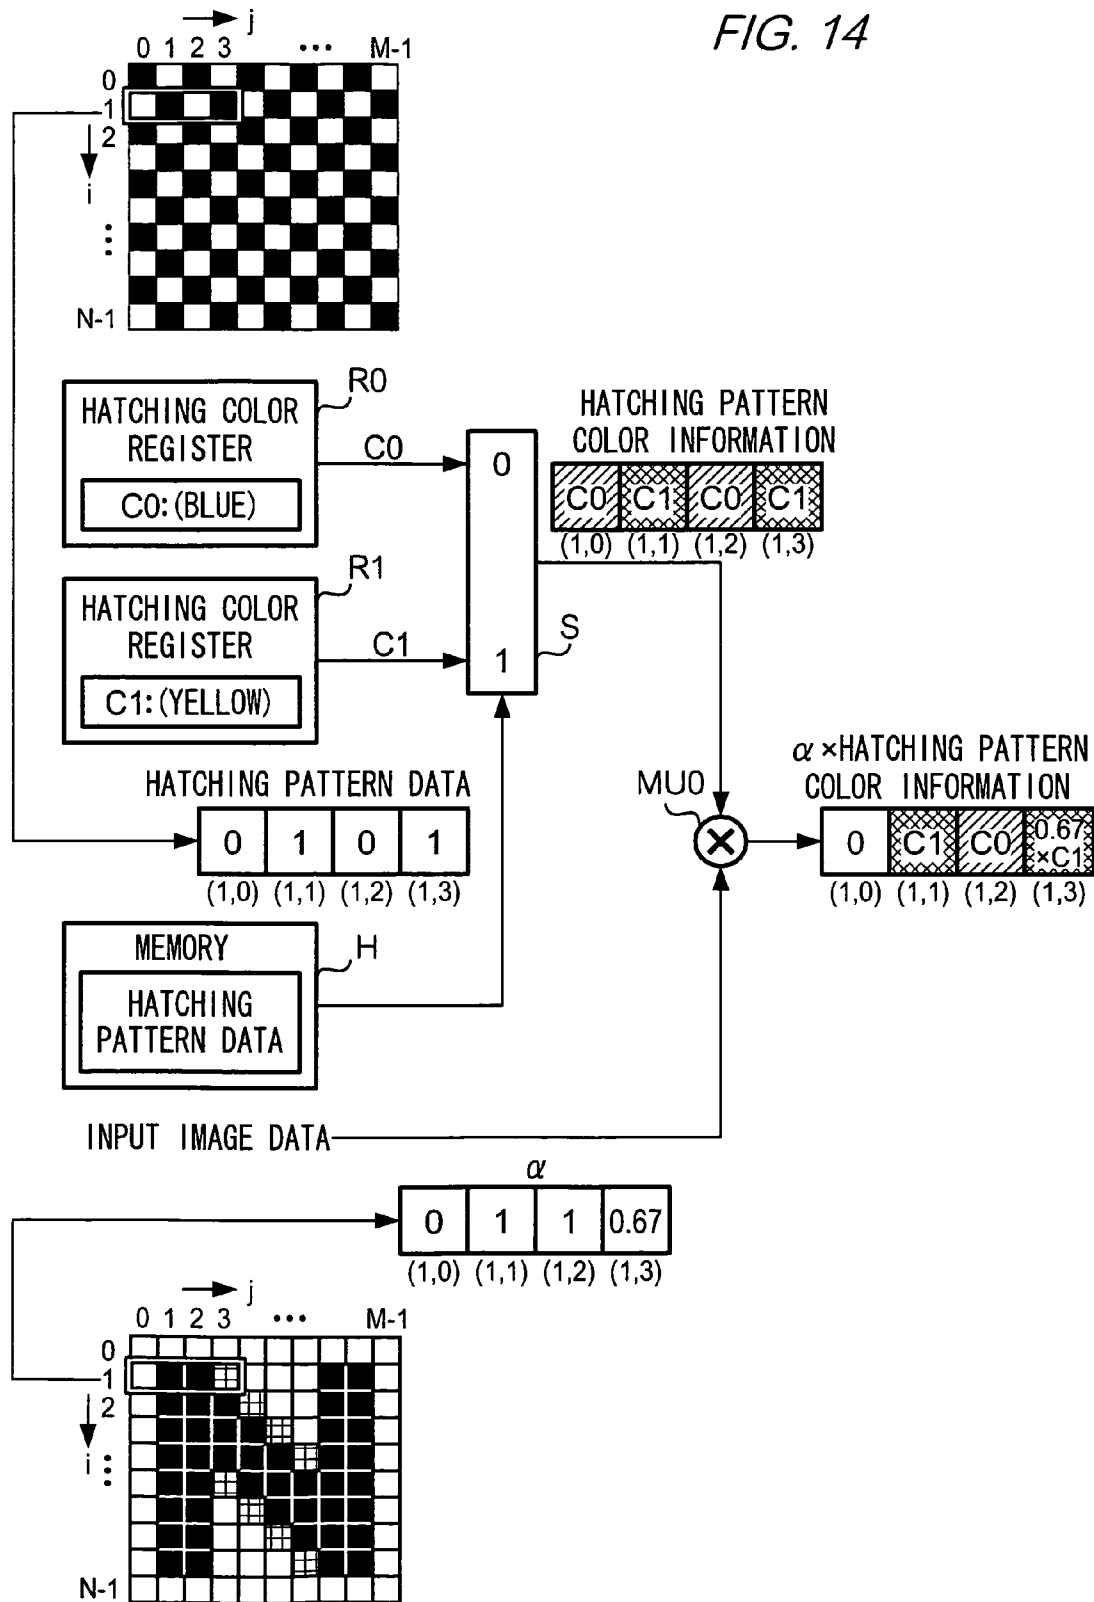 FIG. 14
j
0 1 2 3 ••• M-1
0
1
2
i
•••
N-1
HATCHING COLOR
REGISTER
C0:(BLUE)
R0
C0
HATCHING COLOR
REGISTER
C1:(YELLOW)
R1
C1
0
1
S
HATCHING PATTERN
COLOR INFORMATION
C0 C1 C0 C1
(1,0) (1,1) (1,2) (1,3)
HATCHING PATTERN DATA
0 1 0 1
(1,0) (1,1) (1,2) (1,3)
MU0
×
α×HATCHING PATTERN
COLOR INFORMATION
0 C1 C0 0.67
×C1
(1,0) (1,1) (1,2) (1,3)
MEMORY
HATCHING
PATTERN DATA
H
INPUT IMAGE DATA
α
0 1 1 0.67
(1,0) (1,1) (1,2) (1,3)
j
0 1 2 3 ••• M-1
0
1
2
i
•••
N-1